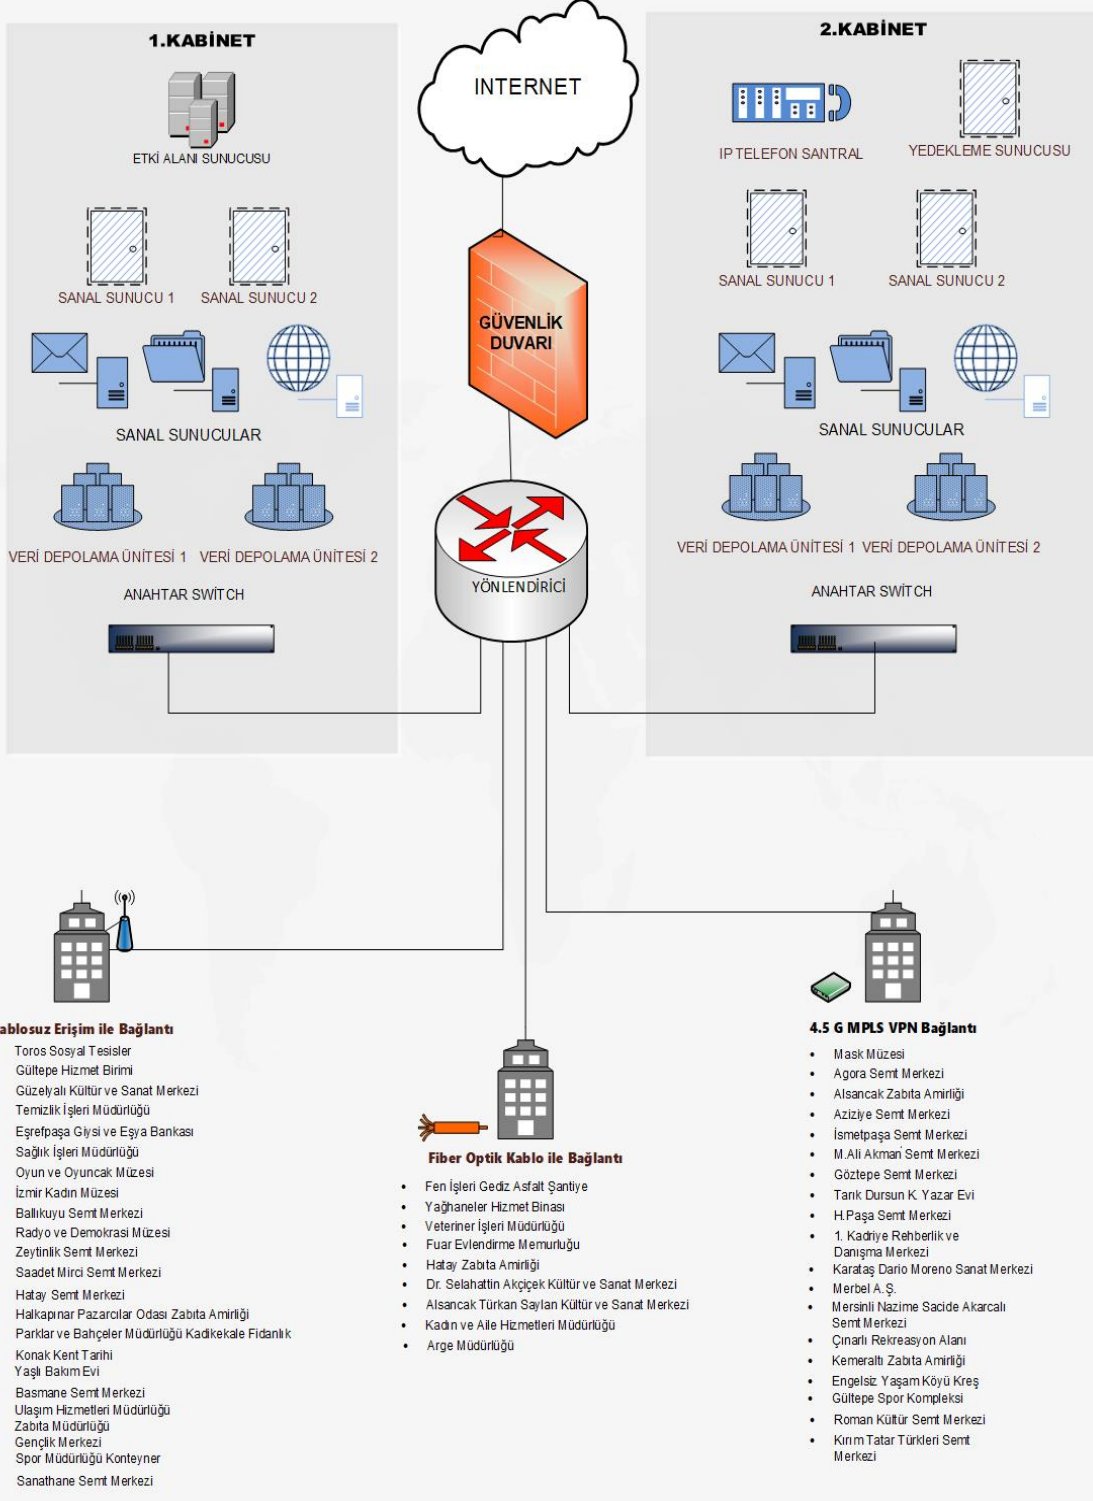 1.KABİNET
ETKİ ALANI SUNUCUSU
SANAL SUNUCU 1
SANAL SUNUCU 2
SANAL SUNUCULAR
VERİ DEPOLAMA ÜNİTESİ 1
VERİ DEPOLAMA ÜNİTESİ 2
ANAHTAR SWİTCH
INTERNET
GÜVENLİK
DUVARI
YÖNLENDİRİCİ
2.KABİNET
IP TELEFON SANTRAL
YEDEKLEME SUNUCUSU
SANAL SUNUCU 1
SANAL SUNUCU 2
SANAL SUNUCULAR
VERİ DEPOLAMA ÜNİTESİ 1
VERİ DEPOLAMA ÜNİTESİ 2
ANAHTAR SWİTCH
ablosuz Erişim ile Bağlantı
Toros Sosyal Tesisler
Gültepe Hizmet Birimi
Güzelyalı Kültür ve Sanat Merkezi
Temizlik İşleri Müdürlüğü
Eşrefpaşa Giysi ve Eşya Bankası
Sağlık İşleri Müdürlüğü
Oyun ve Oyuncak Müzesi
İzmir Kadın Müzesi
Ballıkuyu Semt Merkezi
Radyo ve Demokrasi Müzesi
Zeytinlik Semt Merkezi
Saadet Mirci Semt Merkezi
Hatay Semt Merkezi
Halkapınar Pazarcılar Odası Zabıta Amirliği
Parklar ve Bahçeler Müdürlüğü Kadikekale Fidanlık
Konak Kent Tarihi
Yaşlı Bakım Evi
Basmane Semt Merkezi
Ulaşım Hizmetleri Müdürlüğü
Zabıta Müdürlüğü
Gençlik Merkezi
Spor Müdürlüğü Konteyner
Sanathane Semt Merkezi
Fiber Optik Kablo ile Bağlantı
• Fen İşleri Gediz Asfalt Şantiye
• Yağhaneler Hizmet Binası
• Veteriner İşleri Müdürlüğü
• Fuar Evlendirme Memurluğu
• Hatay Zabıta Amirliği
• Dr. Selahattin Akçiçek Kültür ve Sanat Merkezi
• Alsancak Türkan Saylan Kültür ve Sanat Merkezi
• Kadın ve Aile Hizmetleri Müdürlüğü
• Arge Müdürlüğü
4.5 G MPLS VPN Bağlantı
• Mask Müzesi
• Agora Semt Merkezi
• Alsancak Zabıta Amirliği
• Aziziye Semt Merkezi
• İsmetpaşa Semt Merkezi
• M.Ali Akman Semt Merkezi
• Göztepe Semt Merkezi
• Tarık Dursun K. Yazar Evi
• H.Paşa Semt Merkezi
• 1. Kadriye Rehberlik ve
Danışma Merkezi
• Karataş Dario Moreno Sanat Merkezi
• Merbel A.Ş.
• Mersinli Nazime Sacide Akarcalı
Semt Merkezi
• Çınarlı Rekreasyon Alanı
• Kemeraltı Zabıta Amirliği
• Engelsiz Yaşam Köyü Kreş
• Gültepe Spor Kompleksi
• Roman Kültür Semt Merkezi
• Kırım Tatar Türkleri Semt
Merkezi